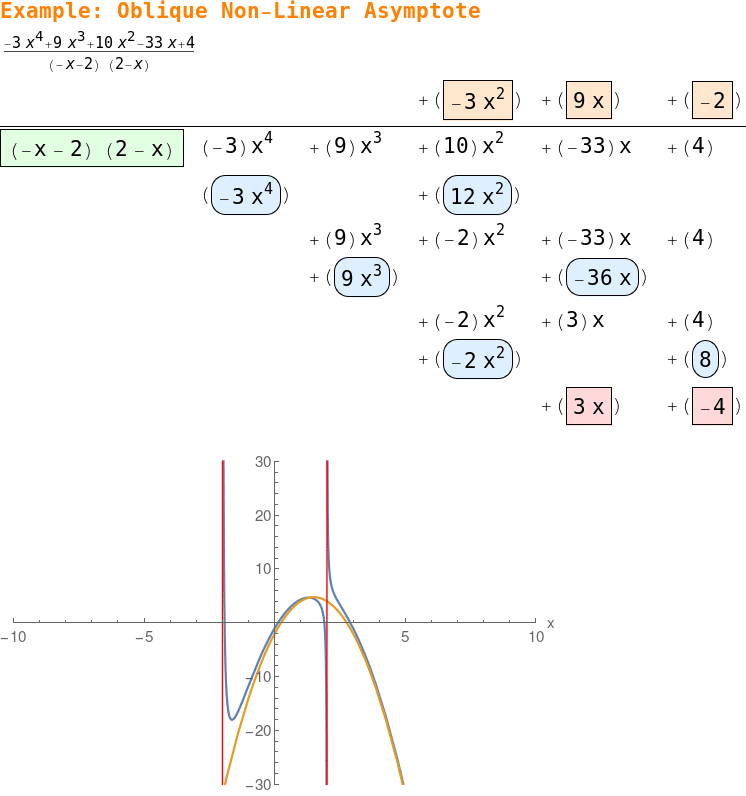 Example: Oblique Non-Linear Asymptote
-3 x^4+9 x^3+10 x^2-33 x+4
(-x-2) (2-x)
+ ( -3 x^2 ) + ( 9 x ) + ( -2 )
(-x - 2) (2 - x) (-3) x^4 + (9) x^3 + (10) x^2 + (-33) x + (4)
( -3 x^4 ) + ( 12 x^2 )
+ (9) x^3 + (-2) x^2 + (-33) x + (4)
+ ( 9 x^3 ) + ( -36 x )
+ (-2) x^2 + (3) x + (4)
+ ( -2 x^2 ) + ( 8 )
+ ( 3 x ) + ( -4 )
30
20
10
x
-10 -5 5 10
-10
-20
-30